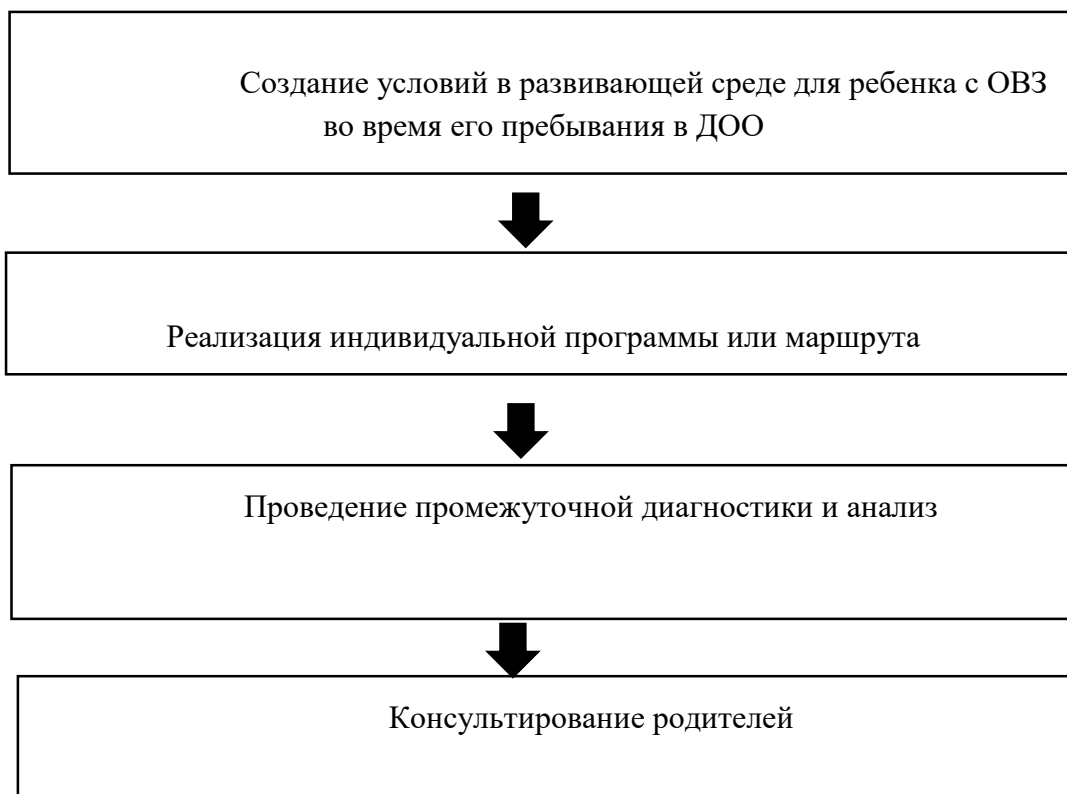 Создание условий в развивающей среде для ребенка с ОВЗ
во время его пребывания в ДОО
Реализация индивидуальной программы или маршрута
Проведение промежуточной диагностики и анализ
Консультирование родителей